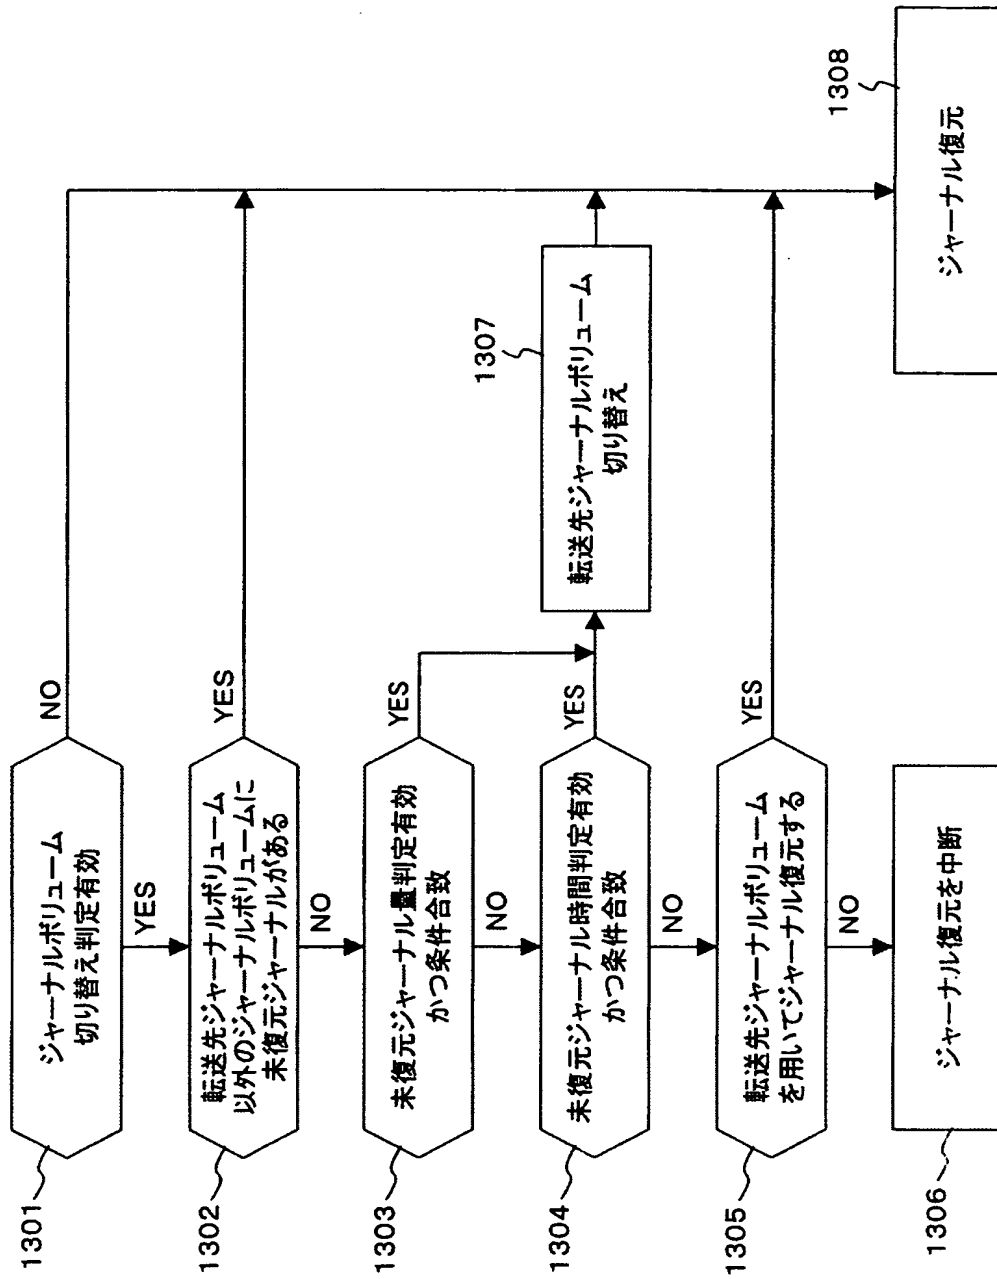 1301
ジャーナルボリューム
切り替え判定有効
NO
YES
1302
転送先ジャーナルボリューム
以外のジャーナルボリュームに
未復元ジャーナルがある
YES
NO
1303
未復元ジャーナル量判定有効
かつ条件合致
YES
NO
1304
未復元ジャーナル時間判定有効
かつ条件合致
YES
NO
1307
転送先ジャーナルボリューム
切り替え
1305
転送先ジャーナルボリューム
を用いてジャーナル復元する
YES
NO
1306
ジャーナル復元を中断
1308
ジャーナル復元